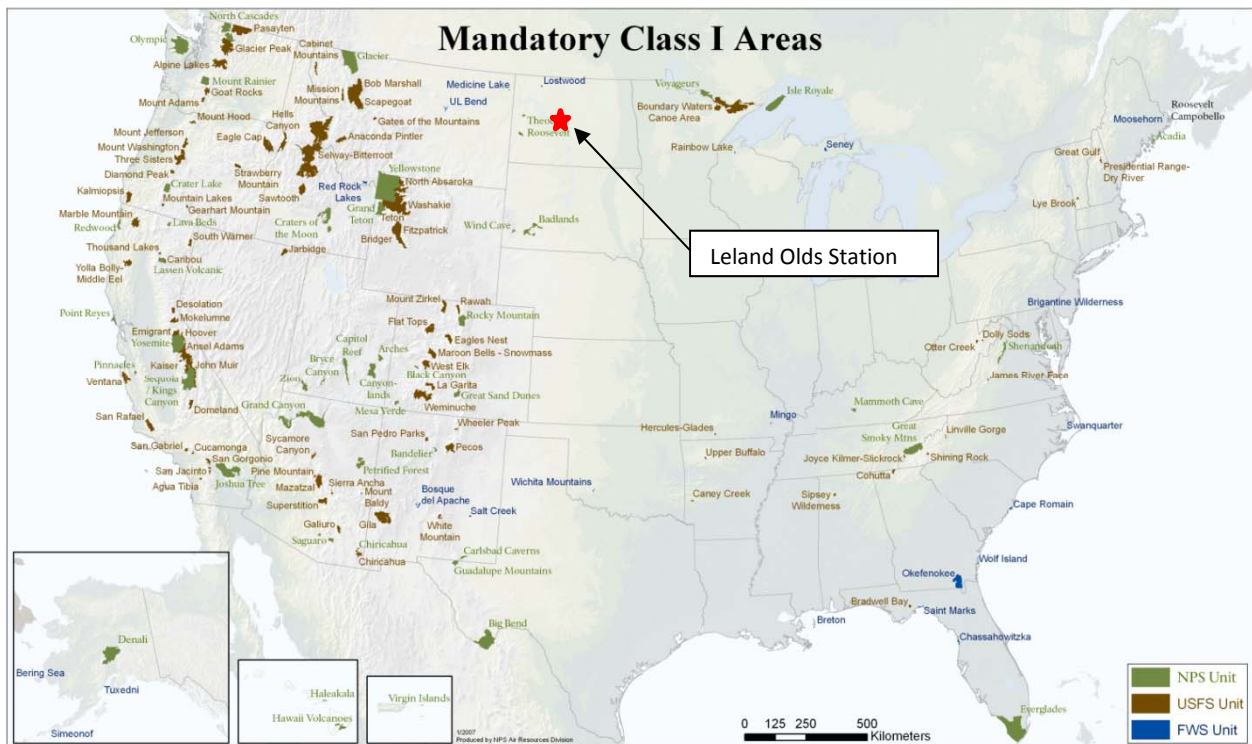 Mandatory Class I Areas
North Cascades
Pasayten
Olympic
Glacier Peak
Cabinet
Mountains
Glacier
Alpine Lakes
Mount Rainier
Goat Rocks
Mission
Mountains
Bob Marshall
Scapegoat
Medicine Lake
UL Bend
Lostwood
Voyageurs
Isle Royale
Boundary Waters
Canoe Area
Mount Adams
Mount Hood
Hells
Canyon
Gates of the Mountains
Theo
Roosevelt
Roosevelt
Campobello
Moosehorn
Acadia
Mount Jefferson
Eagle Cap
Anaconda Pintler
Mount Washington
Three Sisters
Selway-Bitterroot
Rainbow Lake
Seney
Great Gulf
Presidential Range-
Dry River
Diamond Peak
Strawberry
Mountain
Yellowstone
North Absaroka
Red Rock
Lakes
Kalmiopsis
Crater Lake
Mountain Lakes
Gearhart Mountain
Sawtooth
Grand
Teton
Washakie
Teton
Lye Brook
Marble Mountain
Redwood
Lava Beds
Craters of
the Moon
Fitzpatrick
Bridger
Wind Cave
Badlands
Thousand Lakes
South Warner
Jarbidge
Leland Olds Station
Yolla Bolly-
Middle Eel
Caribou
Lassen Volcanic
Desolation
Mokelumne
Mount Zirkel
Rawah
Rocky Mountain
Brigantine Wilderness
Point Reyes
Emigrant
Hoover
Yosemite
Ansel Adams
Flat Tops
Eagles Nest
Dolly Sods
Otter Creek
Shenandoah
Pinnacles
Kaiser
John Muir
Capitol
Reef
Arches
Bryce
Canyon
Maroon Bells - Snowmass
West Elk
Black Canyon
James River Face
Ventana
Sequoia
Kings
Canyon
Zion
Canyon-
lands
La Garita
Great Sand Dunes
Domeland
Grand Canyon
Mesa Verde
Weminuche
Mammoth Cave
San Rafael
Wheeler Peak
Mingo
Great
Smoky Mtns
Linville Gorge
Swanquarter
San Gabriel
Cucamonga
San Gorgonio
Sycamore
Canyon
San Pedro Parks
Pecos
Bandelier
Hercules-Glades
Upper Buffalo
Joyce Kilmer-Slickrock
Shining Rock
Cohutta
San Jacinto
Agua Tibia
Joshua Tree
Pine Mountain
Mazatzal
Petrified Forest
Sierra Ancha
Mount
Baldy
Bosque
del Apache
Wichita Mountains
Caney Creek
Sipsey
Wilderness
Superstition
Salt Creek
Cape Romain
Galiuro
Gila
White
Mountain
Saguaro
Chiricahua
Chiricahua
Carlsbad Caverns
Guadalupe Mountains
Wolf Island
Okefenokee
Bradwell Bay
Saint Marks
Breton
Chassahowitzka
Big Bend
Denali
Bering Sea
Tuxedni
Simeonof
Haleakala
Hawaii Volcanoes
Virgin Islands
Everglades
NPS Unit
USFS Unit
FWS Unit
0 125 250 500
Kilometers
1/2007
Produced by NPS Air Resources Division